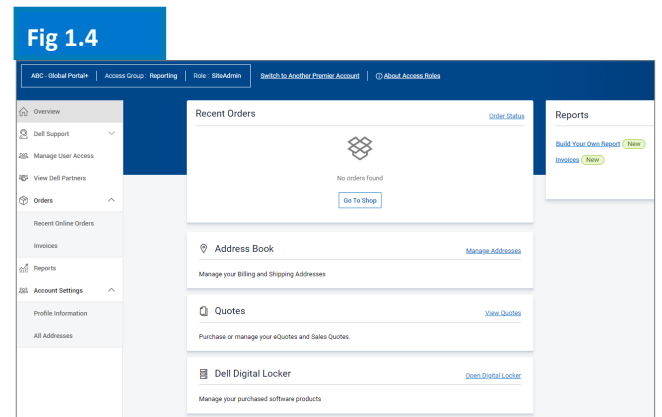 Fig 1.4
ABC - Global Portal+ Access Group: Reporting Role: SiteAdmin Switch to Another Premier Account About Access Roles
Overview
Dell Support
Manage User Access
View Dell Partners
Orders
Recent Online Orders
Invoices
Reports
Account Settings
Profile Information
All Addresses
Recent Orders Order Status
No orders found
Go To Shop
Address Book Manage Addresses
Manage your Billing and Shipping Addresses
Quotes View Quotes
Purchase or manage your eQuotes and Sales Quotes.
Dell Digital Locker Open Digital Locker
Manage your purchased software products
Reports
Build Your Own Report New
Invoices New